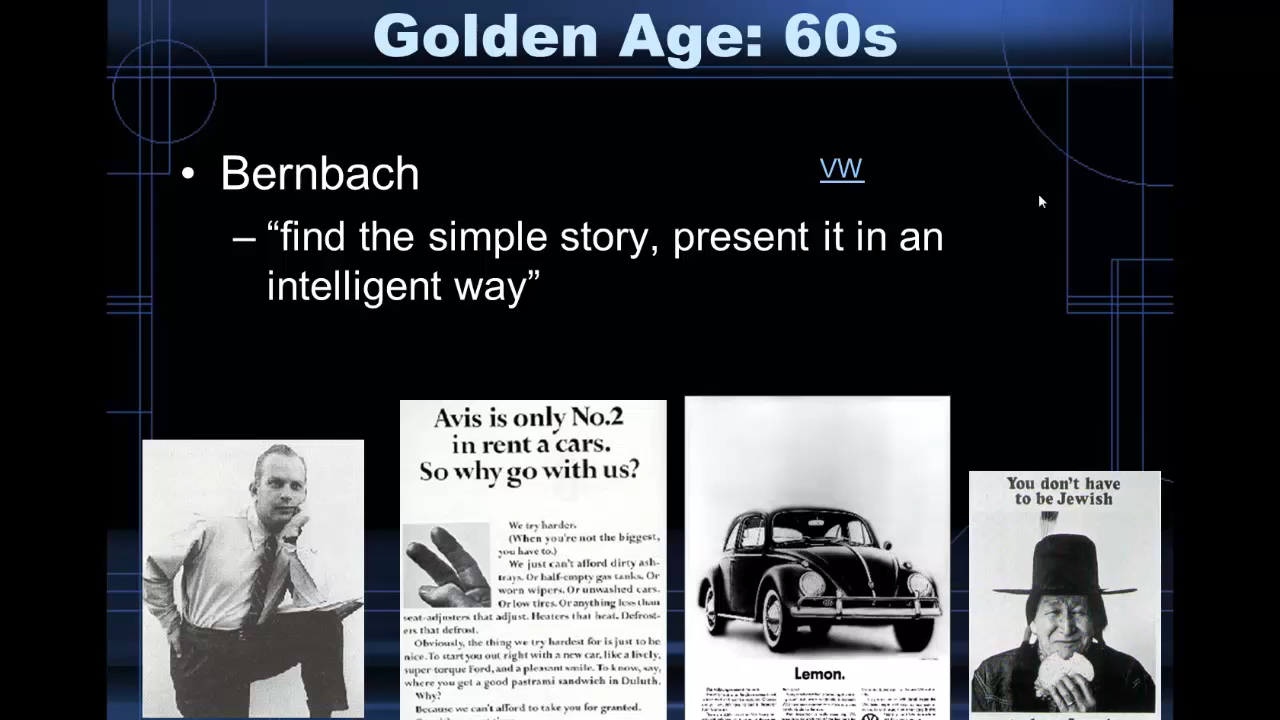 Golden Age: 60s
• Bernbach
VW
– “find the simple story, present it in an
intelligent way”
Avis is only No.2
in rent a cars.
So why go with us?
We try harder.
(When you're not the biggest,
you have to.)
We just can't afford dirty ash-
trays. Or half-empty gas tanks. Or
worn wipers. Or unwashed cars.
Or low tires. Or anything less than
seat-adjusters that adjust. Heaters that heat. Defrost-
ers that defrost.
Obviously, the thing we try hardest for is just to be
nice. To start you out right with a new car, like a lively,
super torque Ford, and a pleasant smile. To know, say,
where you get a good pastrami sandwich in Duluth.
Why?
Because we can't afford to take you for granted.
Lemon.
You don't have
to be Jewish